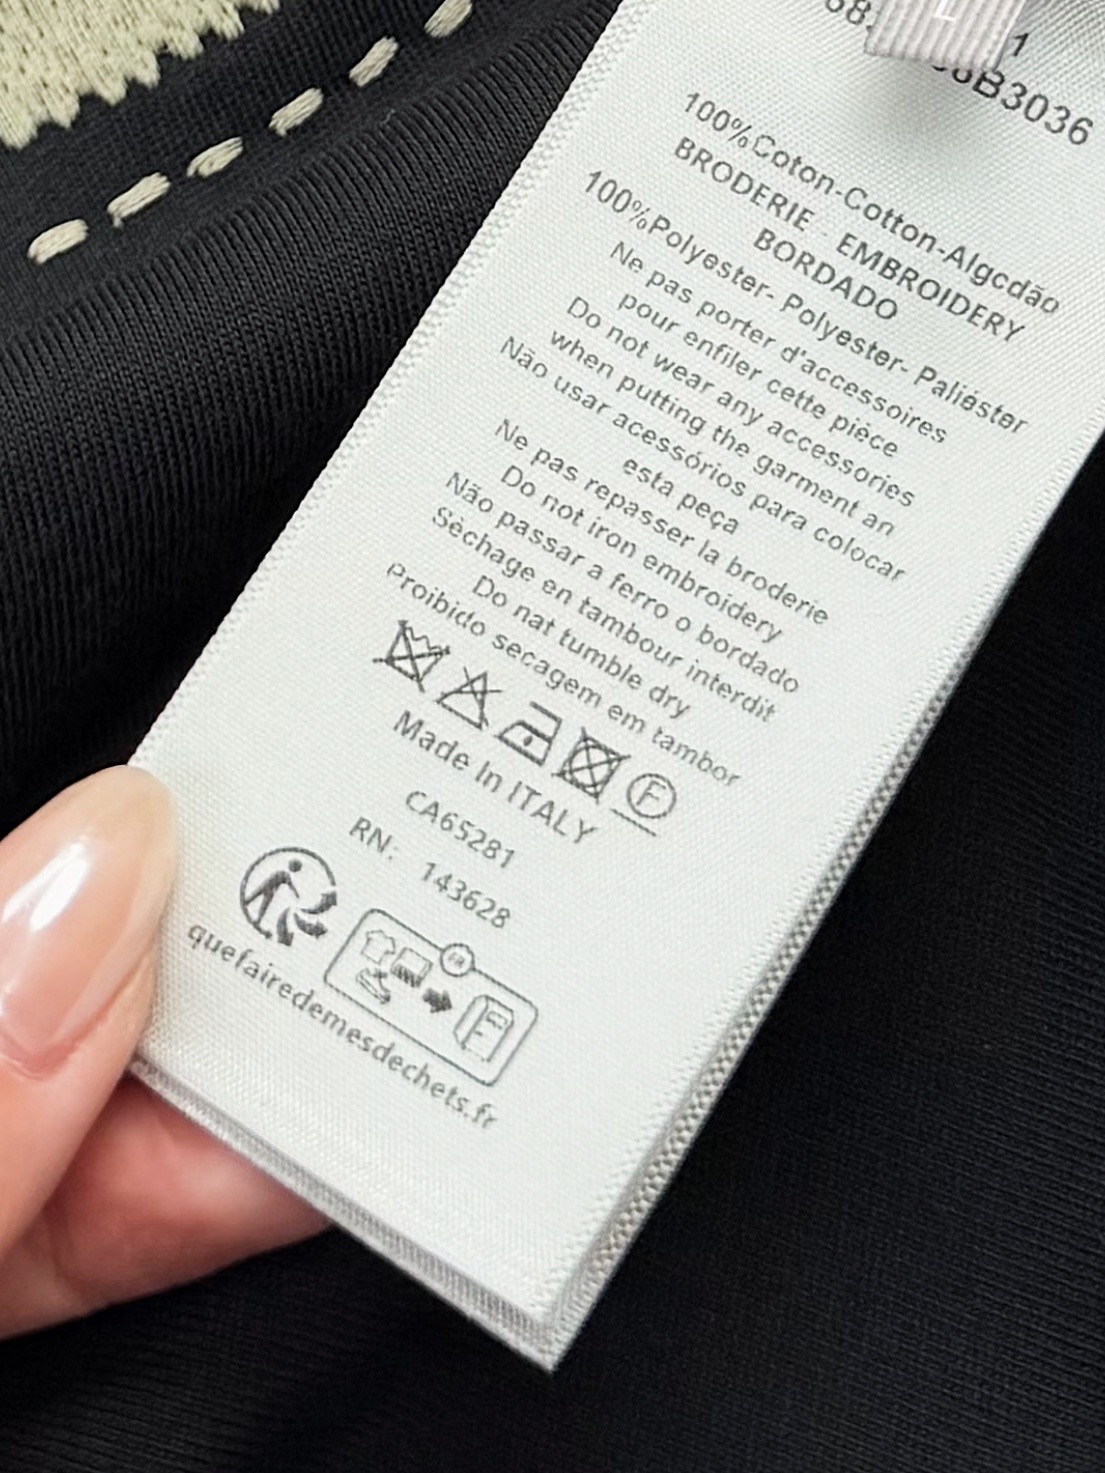 L
1
8B3036
100%Coton-Cotton-Algcdão
BRODERIE - EMBROIDERY
BORDADO
100%Polyester- Polyester- Paliéster
Ne pas porter d'accessoires
pour enfiler cette pièce
Do not wear any accessories
when putting the garment an
Não usar acessórios para colocar
esta peça
Ne pas repasser la broderie
Do not iron embroidery
Não passar a ferro o bordado
Séchage en tambour interdit
Do nat tumble dry
Proibido secagem em tambor
F
Made In ITALY
CA65281
RN: 143628
FR
F
quefairedemesdechets.fr